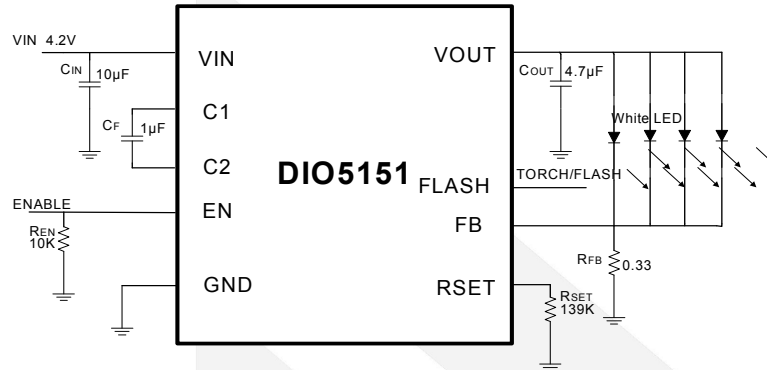 VIN 4.2V
CIN 10µF
VIN
VOUT
COUT 4.7µF
C1
CF 1µF
White LED
C2
DIO5151
FLASH
TORCH/FLASH
ENABLE
EN
FB
REN
10K
RFB 0.33
GND
RSET
RSET
139K